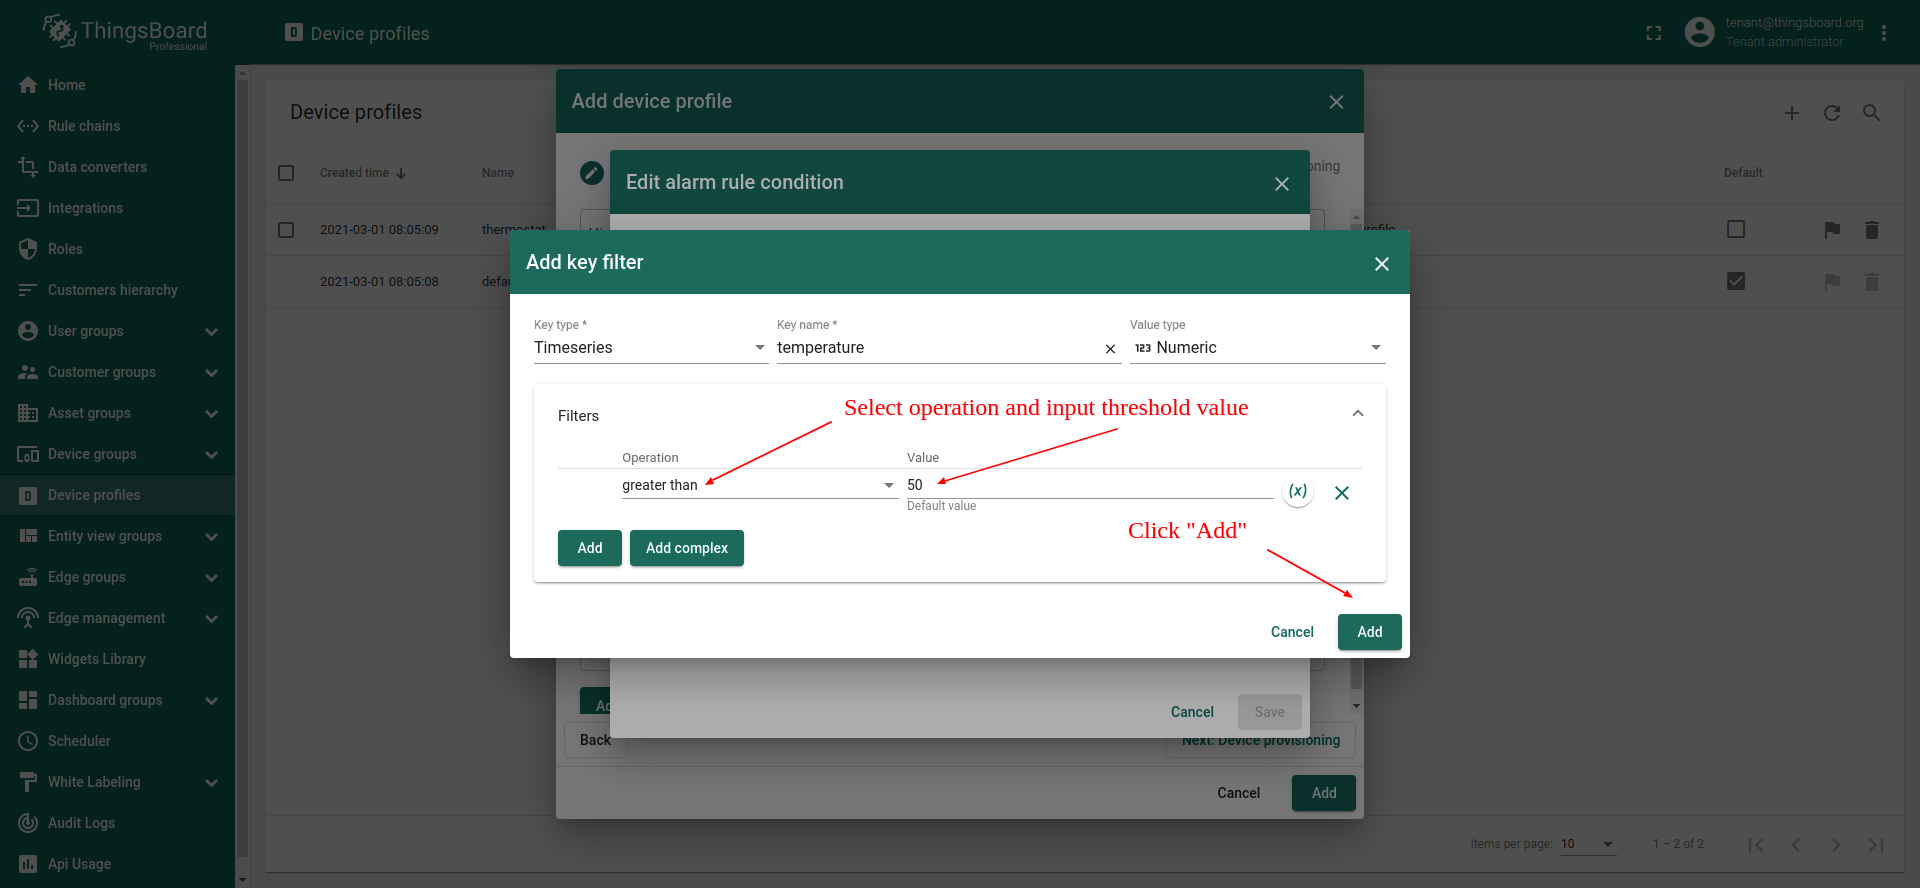 ThingsBoard
Professional
Device profiles
tenant@thingsboard.org
Tenant administrator
Home
Rule chains
Data converters
Integrations
Roles
Customers hierarchy
User groups
Customer groups
Asset groups
Device groups
Device profiles
Entity view groups
Edge groups
Edge management
Widgets Library
Dashboard groups
Scheduler
White Labeling
Audit Logs
Api Usage
Device profiles
Created time
Name
Default
2021-03-01 08:05:09
thermostat
2021-03-01 08:05:08
Items per page: 10
1 – 2 of 2
Add device profile
Edit alarm rule condition
Add key filter
Key type *
Key name *
Value type
Timeseries
temperature
123 Numeric
Filters
Select operation and input threshold value
Operation
Value
greater than
50
(x)
Default value
Click "Add"
Add
Add complex
Cancel
Add
Cancel
Save
Back
Next: Device provisioning
Cancel
Add